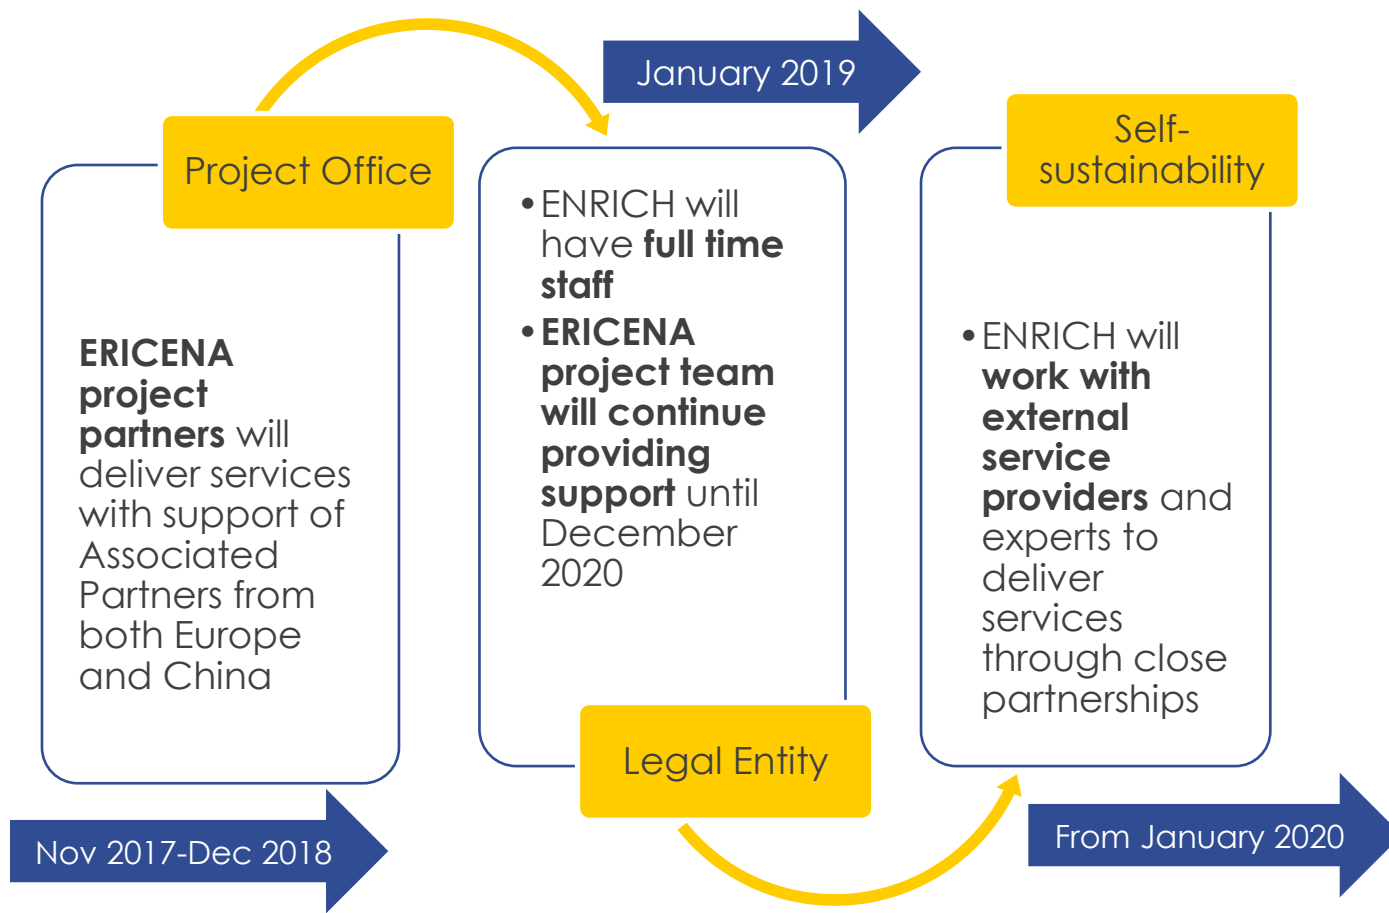 Project Office
ERICENA
project
partners will
deliver services
with support of
Associated
Partners from
both Europe
and China
Nov 2017-Dec 2018
January 2019
•ENRICH will
have full time
staff
•ERICENA
project team
will continue
providing
support until
December
2020
Legal Entity
Self-
sustainability
•ENRICH will
work with
external
service
providers and
experts to
deliver
services
through close
partnerships
From January 2020